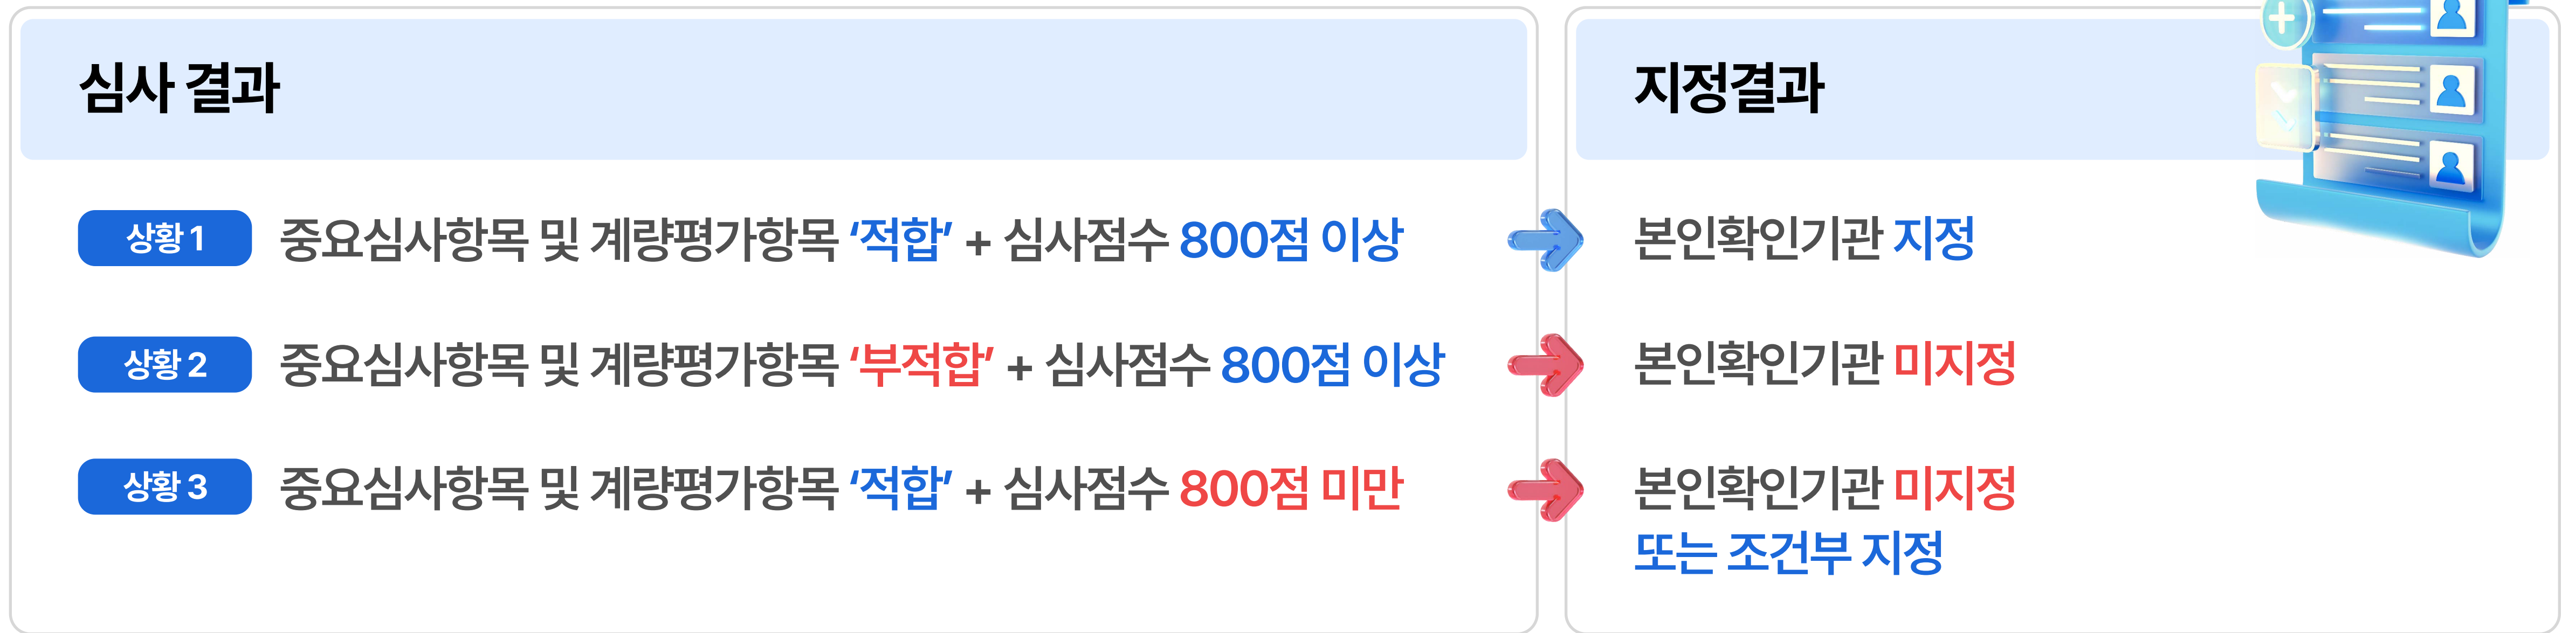 심사 결과
지정결과
상황 1 중요심사항목 및 계량평가항목 ‘적합’ + 심사점수 800점 이상
본인확인기관 지정
상황 2 중요심사항목 및 계량평가항목 ‘부적합’ + 심사점수 800점 이상
본인확인기관 미지정
상황 3 중요심사항목 및 계량평가항목 ‘적합’ + 심사점수 800점 미만
본인확인기관 미지정
또는 조건부 지정